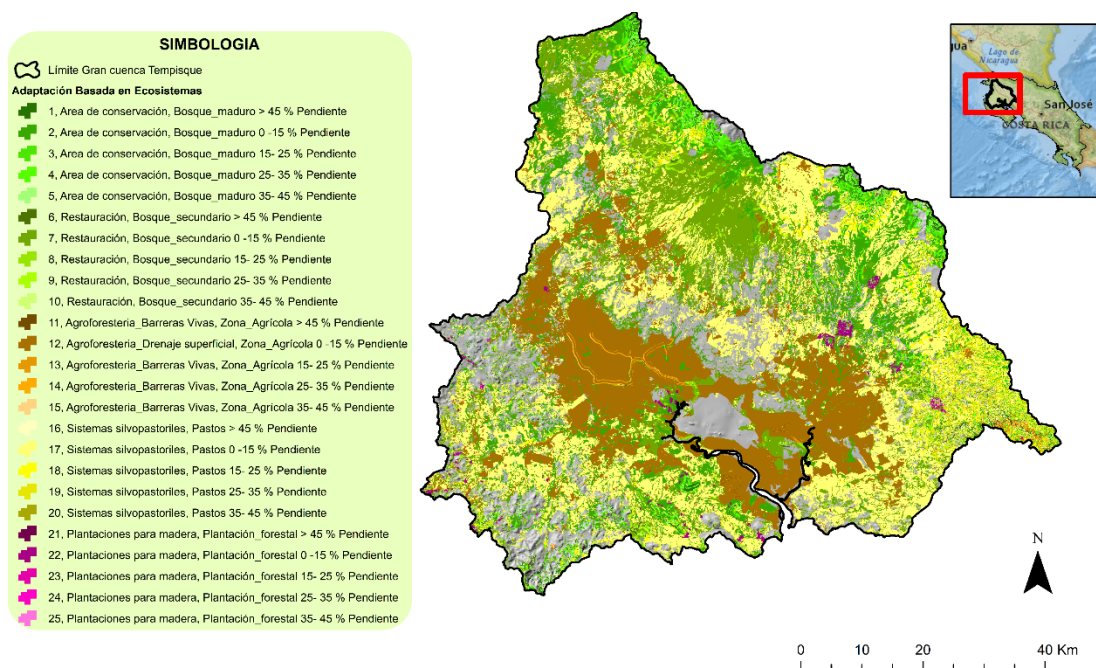 SIMBOLOGIA
Límite Gran cuenca Tempisque
Adaptación Basada en Ecosistemas
1, Area de conservación, Bosque_maduro > 45 % Pendiente
2, Area de conservación, Bosque_maduro 0 -15 % Pendiente
3, Area de conservación, Bosque_maduro 15- 25 % Pendiente
4, Area de conservación, Bosque_maduro 25- 35 % Pendiente
5, Area de conservación, Bosque_maduro 35- 45 % Pendiente
6, Restauración, Bosque_secundario > 45 % Pendiente
7, Restauración, Bosque_secundario 0 -15 % Pendiente
8, Restauración, Bosque_secundario 15- 25 % Pendiente
9, Restauración, Bosque_secundario 25- 35 % Pendiente
10, Restauración, Bosque_secundario 35- 45 % Pendiente
11, Agroforesteria_Barreras Vivas, Zona_Agrícola > 45 % Pendiente
12, Agroforesteria_Drenaje superficial, Zona_Agrícola 0 -15 % Pendiente
13, Agroforesteria_Barreras Vivas, Zona_Agrícola 15- 25 % Pendiente
14, Agroforesteria_Barreras Vivas, Zona_Agrícola 25- 35 % Pendiente
15, Agroforesteria_Barreras Vivas, Zona_Agrícola 35- 45 % Pendiente
16, Sistemas silvopastoriles, Pastos > 45 % Pendiente
17, Sistemas silvopastoriles, Pastos 0 -15 % Pendiente
18, Sistemas silvopastoriles, Pastos 15- 25 % Pendiente
19, Sistemas silvopastoriles, Pastos 25- 35 % Pendiente
20, Sistemas silvopastoriles, Pastos 35- 45 % Pendiente
21, Plantaciones para madera, Plantación_forestal > 45 % Pendiente
22, Plantaciones para madera, Plantación_forestal 0 -15 % Pendiente
23, Plantaciones para madera, Plantación_forestal 15- 25 % Pendiente
24, Plantaciones para madera, Plantación_forestal 25- 35 % Pendiente
25, Plantaciones para madera, Plantación_forestal 35- 45 % Pendiente
gua
Lago de
Nicaragua
San José
COSTA RICA
N
0 10 20 40 Km